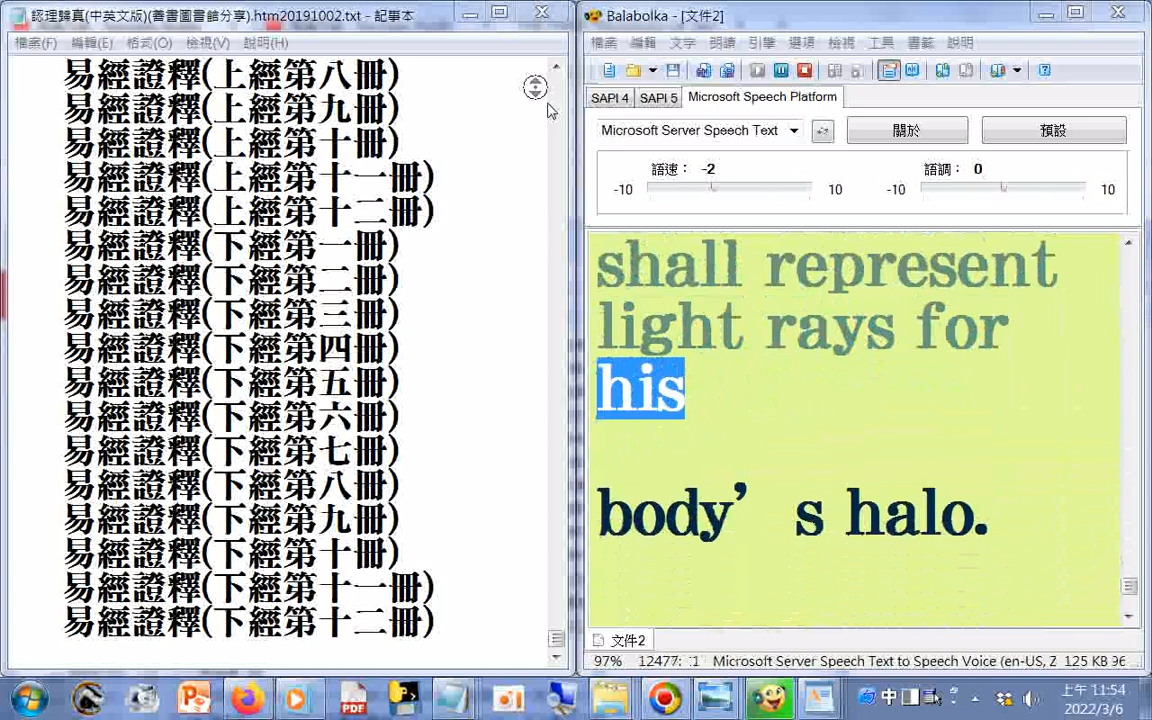 認理歸真(中英文版)(善書圖書館分享).htm20191002.txt - 記事本
檔案(F) 編輯(E) 格式(O) 檢視(V) 說明(H)
易經證釋(上經第八冊)
易經證釋(上經第九冊)
易經證釋(上經第十冊)
易經證釋(上經第十一冊)
易經證釋(上經第十二冊)
易經證釋(下經第一冊)
易經證釋(下經第二冊)
易經證釋(下經第三冊)
易經證釋(下經第四冊)
易經證釋(下經第五冊)
易經證釋(下經第六冊)
易經證釋(下經第七冊)
易經證釋(下經第八冊)
易經證釋(下經第九冊)
易經證釋(下經第十冊)
易經證釋(下經第十一冊)
易經證釋(下經第十二冊)
Balabolka - [文件2]
檔案 編輯 文字 朗讀 引擎 選項 檢視 工具 書籤 說明
SAPI 4 SAPI 5 Microsoft Speech Platform
Microsoft Server Speech Text 關於 預設
語速： -2 語調： 0
-10 10 -10 10
shall represent
light rays for
his
body’s halo.
文件2
97% 12477: 1 Microsoft Server Speech Text to Speech Voice (en-US, Z 125 KB 96
PDF 中 上午 11:54
2022/3/6